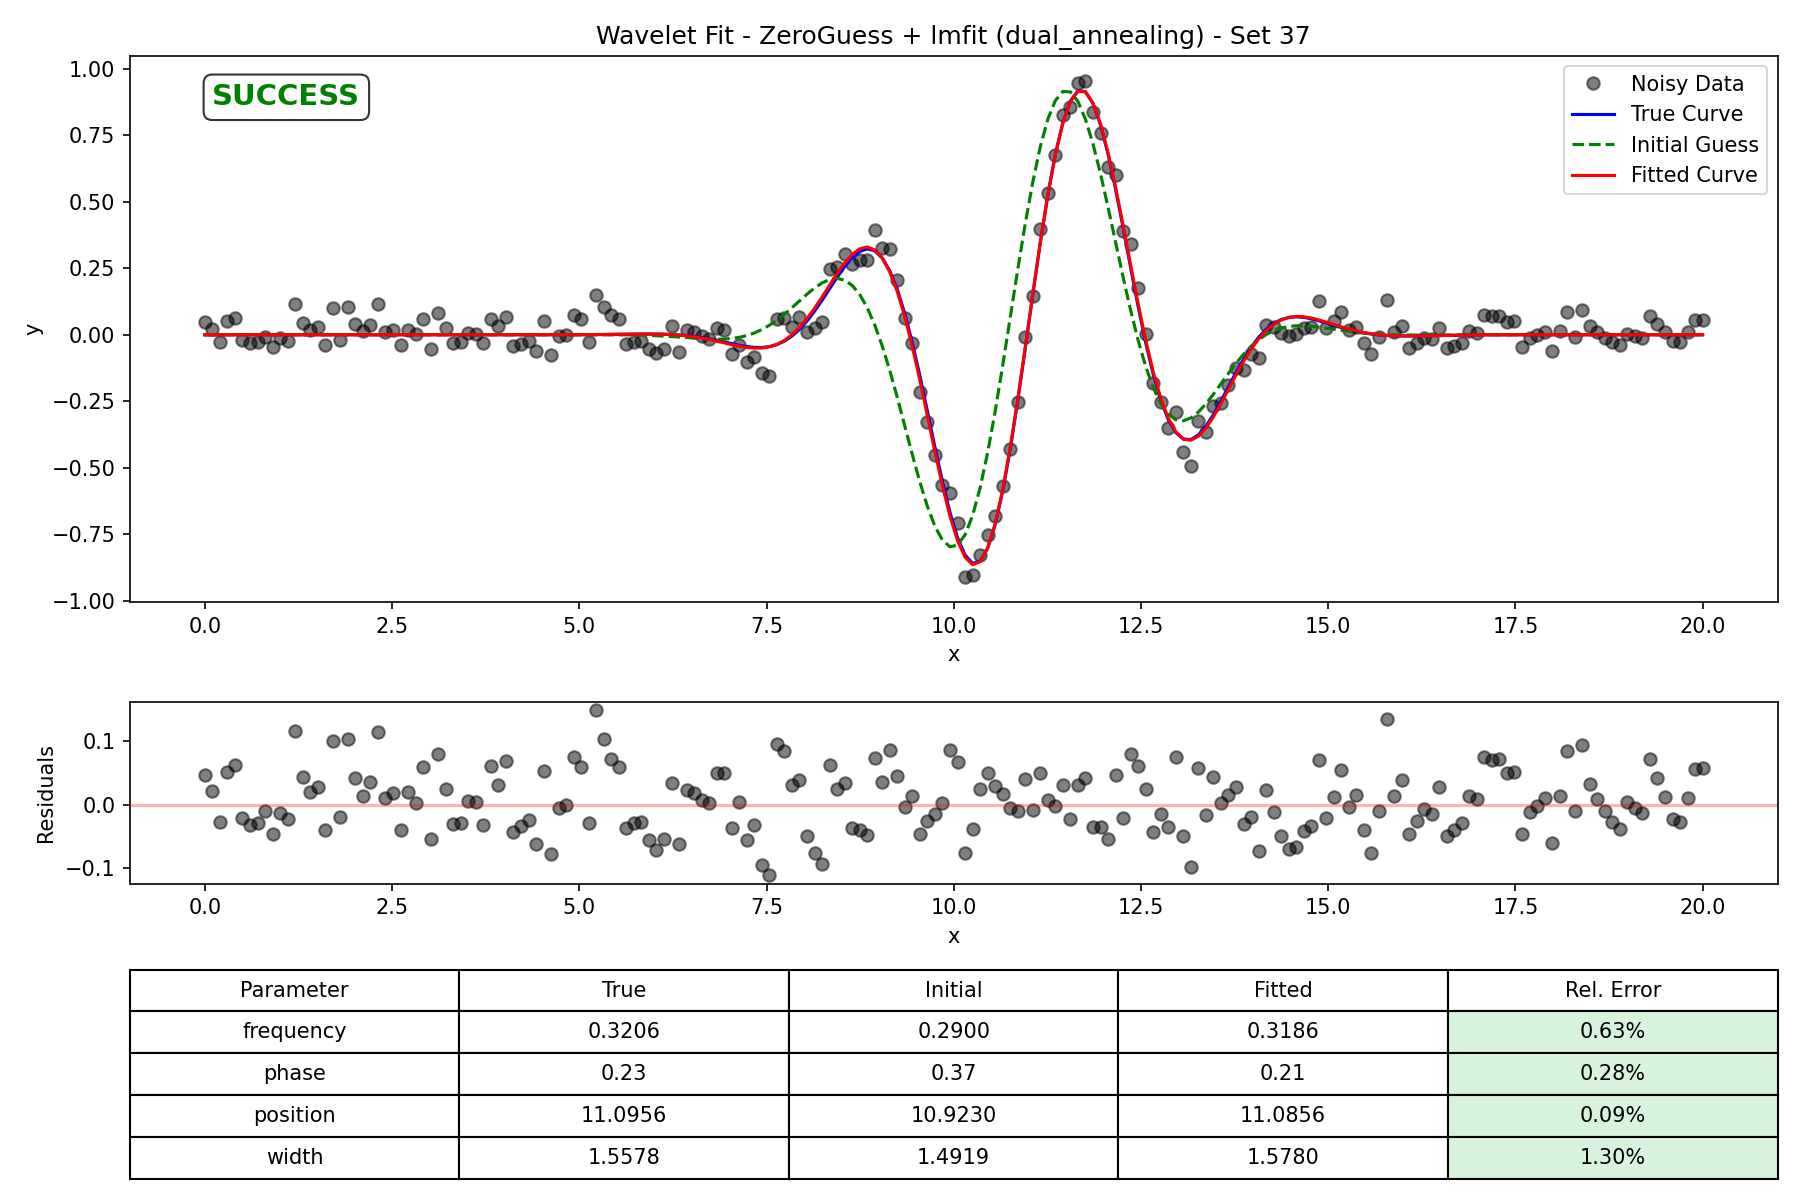 Wavelet Fit - ZeroGuess + lmfit (dual_annealing) - Set 37
SUCCESS
Noisy Data
True Curve
Initial Guess
Fitted Curve
y
1.00
0.75
0.50
0.25
0.00
−0.25
−0.50
−0.75
−1.00
0.0 2.5 5.0 7.5 10.0 12.5 15.0 17.5 20.0
x
Residuals
0.1
0.0
−0.1
0.0 2.5 5.0 7.5 10.0 12.5 15.0 17.5 20.0
x
Parameter True Initial Fitted Rel. Error
frequency 0.3206 0.2900 0.3186 0.63%
phase 0.23 0.37 0.21 0.28%
position 11.0956 10.9230 11.0856 0.09%
width 1.5578 1.4919 1.5780 1.30%